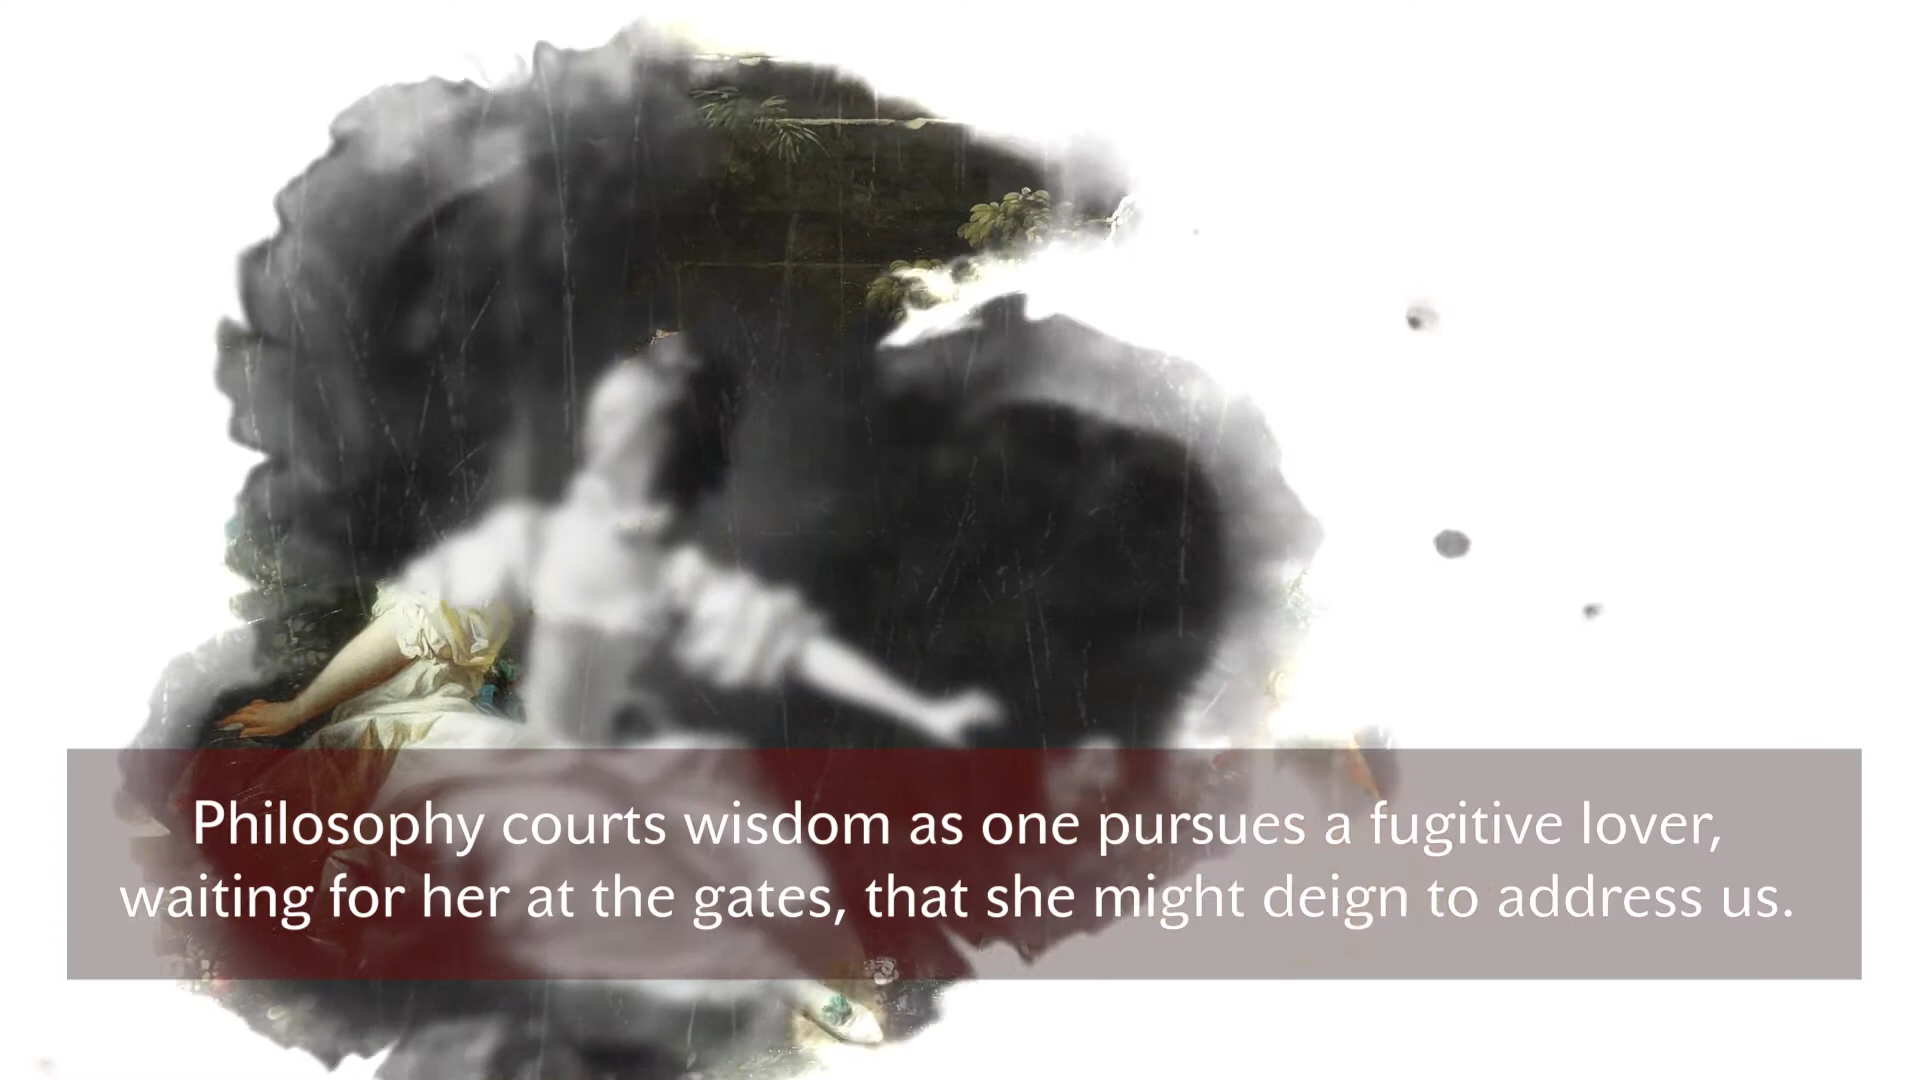 Philosophy courts wisdom as one pursues a fugitive lover,
waiting for her at the gates, that she might deign to address us.